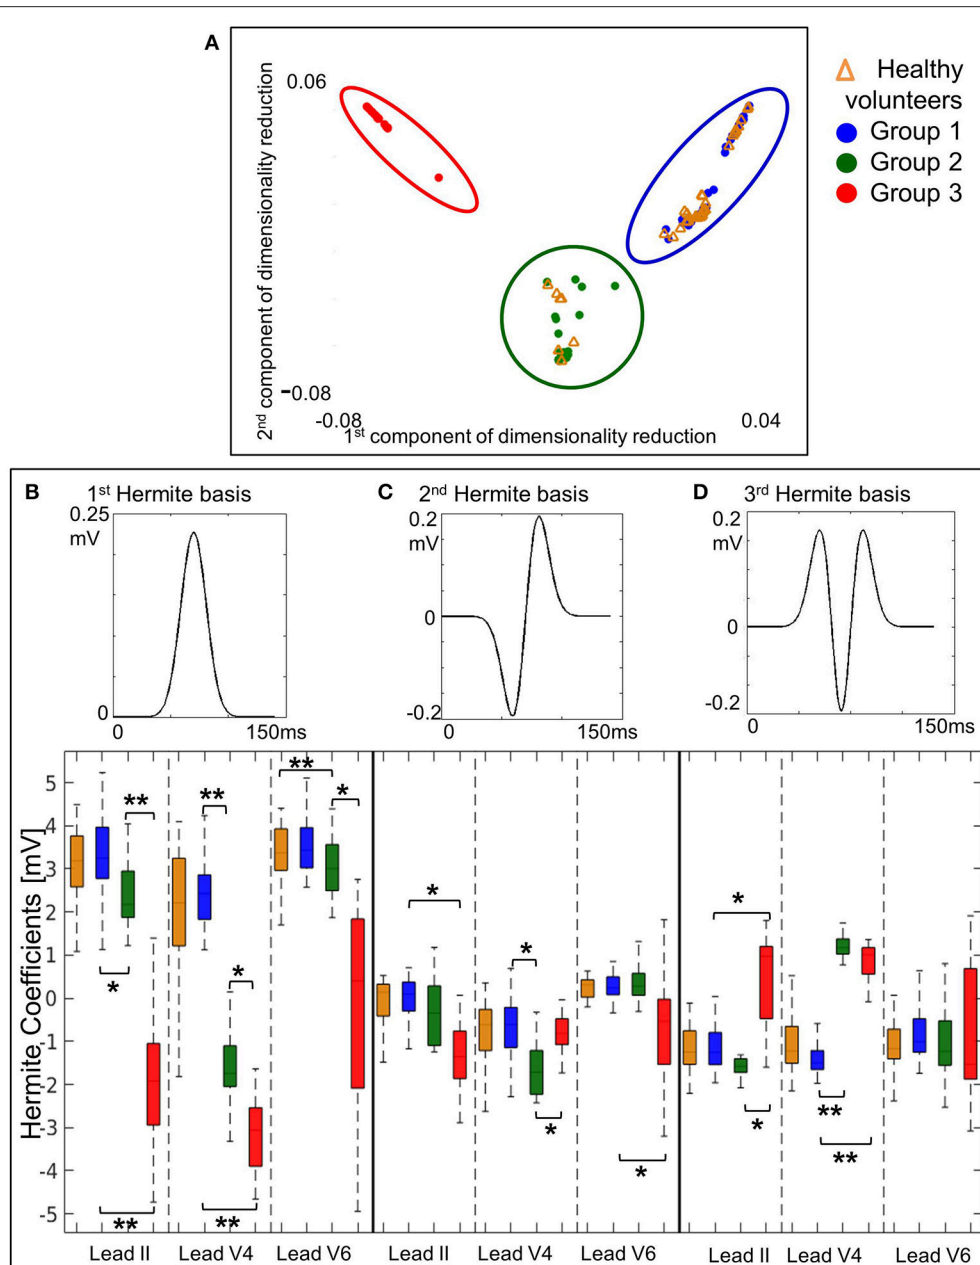 A
2nd component of dimensionality reduction
0.06
-0.08
-0.08
0.04
1st component of dimensionality reduction
Healthy
volunteers
Group 1
Group 2
Group 3
B
1st Hermite basis
0.25
mV
0
0
150ms
C
2nd Hermite basis
0.2
mV
0
-0.2
0
150ms
D
3rd Hermite basis
0.2
mV
0
-0.2
0
150ms
Hermite Coefficients [mV]
5
4
3
2
1
0
-1
-2
-3
-4
-5
**
*
**
**
*
**
**
*
*
*
*
*
*
*
**
**
Lead II
Lead V4
Lead V6
Lead II
Lead V4
Lead V6
Lead II
Lead V4
Lead V6